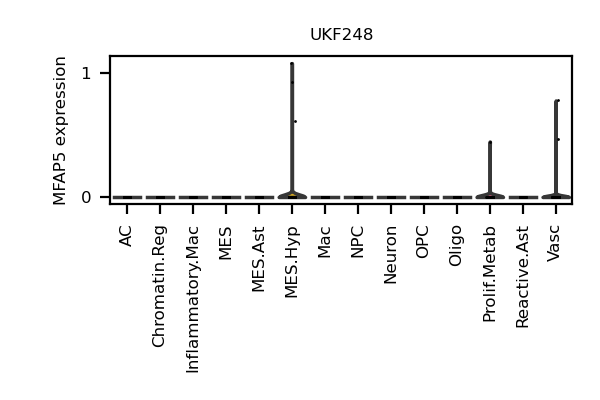 UKF248
MFAP5 expression
1
0
AC
Chromatin.Reg
Inflammatory.Mac
MES
MES.Ast
MES.Hyp
Mac
NPC
Neuron
OPC
Oligo
Prolif.Metab
Reactive.Ast
Vasc